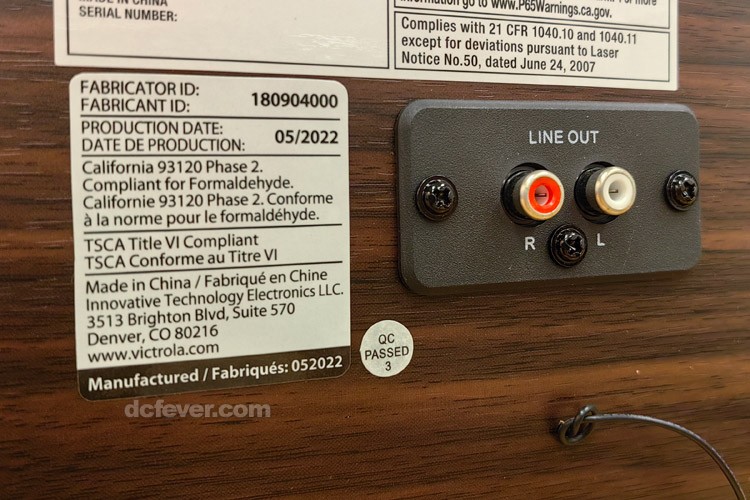 MADE IN CHINA
SERIAL NUMBER:
information go to www.P65Warnings.ca.gov.
Complies with 21 CFR 1040.10 and 1040.11
except for deviations pursuant to Laser
Notice No.50, dated June 24, 2007
FABRICATOR ID:
FABRICANT ID: 180904000
PRODUCTION DATE:
DATE DE PRODUCTION: 05/2022
California 93120 Phase 2.
Compliant for Formaldehyde.
Californie 93120 Phase 2. Conforme
à la norme pour le formaldéhyde.
TSCA Title VI Compliant
TSCA Conforme au Titre VI
Made in China / Fabriqué en Chine
Innovative Technology Electronics LLC.
3513 Brighton Blvd, Suite 570
Denver, CO 80216
www.victrola.com
Manufactured / Fabriqués: 052022
QC
PASSED
3
LINE OUT
R L
dcfever.com